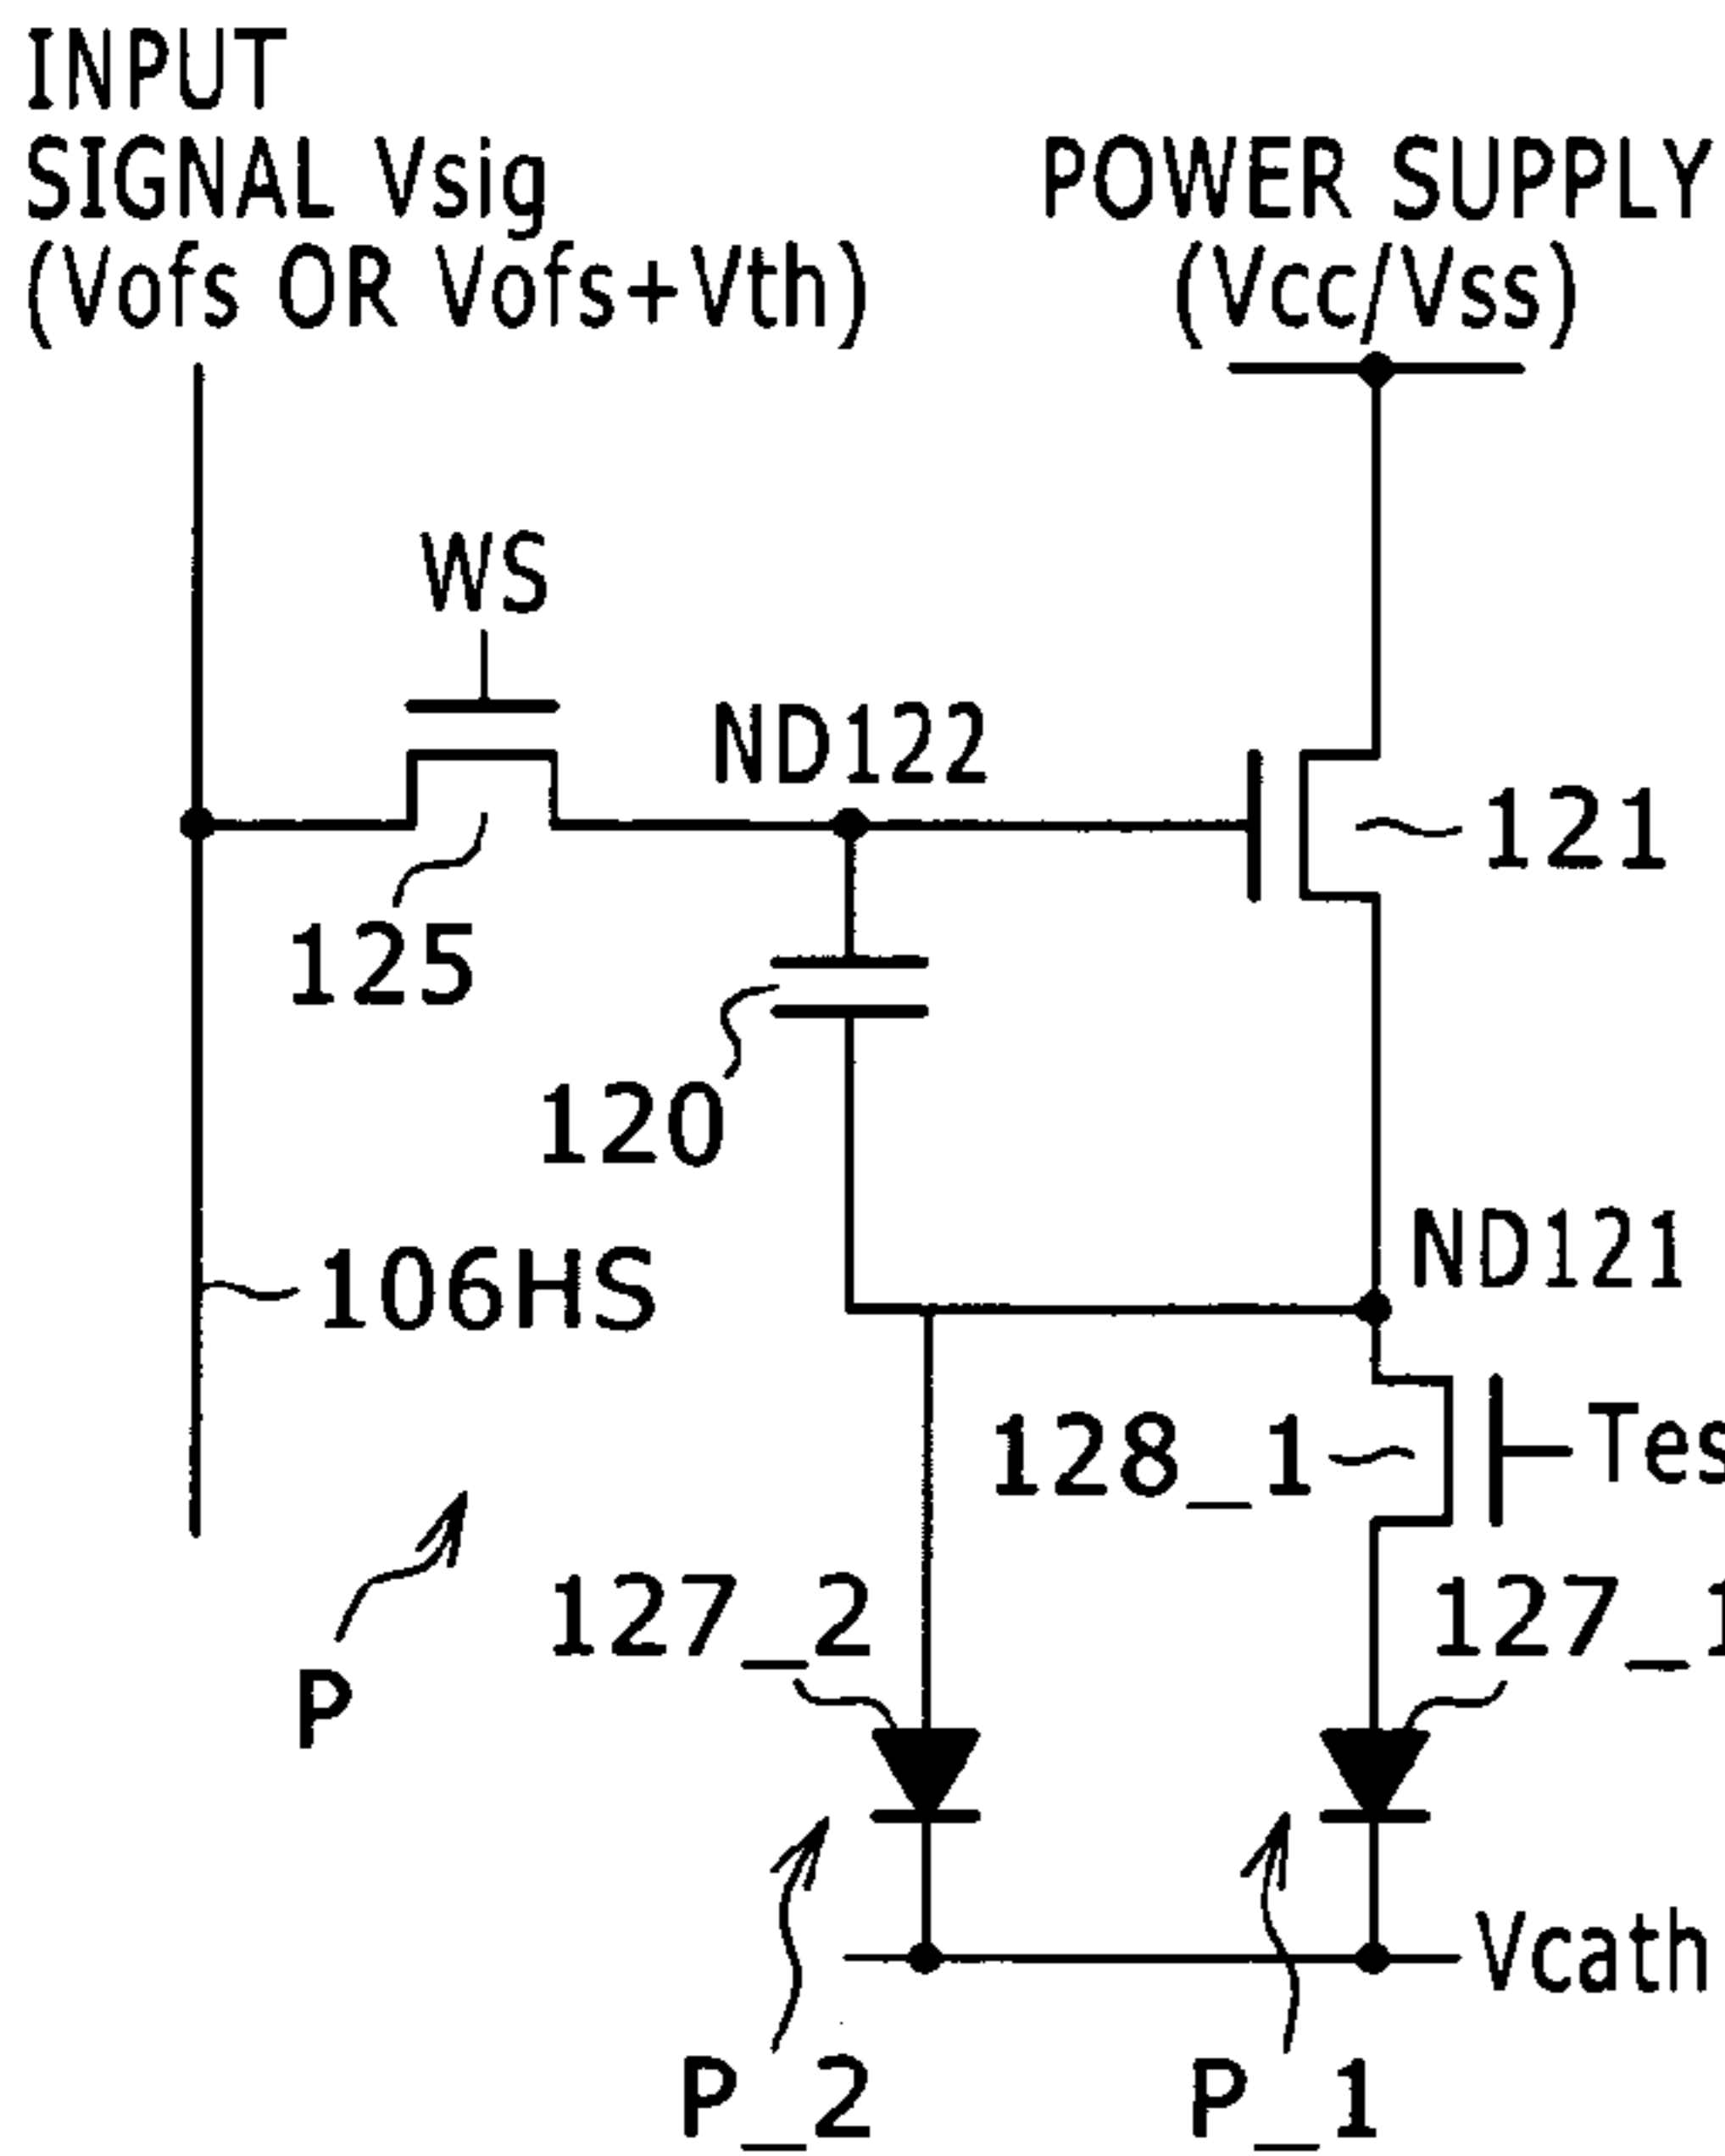 INPUT
SIGNAL Vsig
(Vofs OR Vofs+Vth)
POWER SUPPLY
(Vcc/Vss)
WS
ND122
121
125
120
ND121
106HS
128_1
127_2
P
Vcath
P_2
P_1